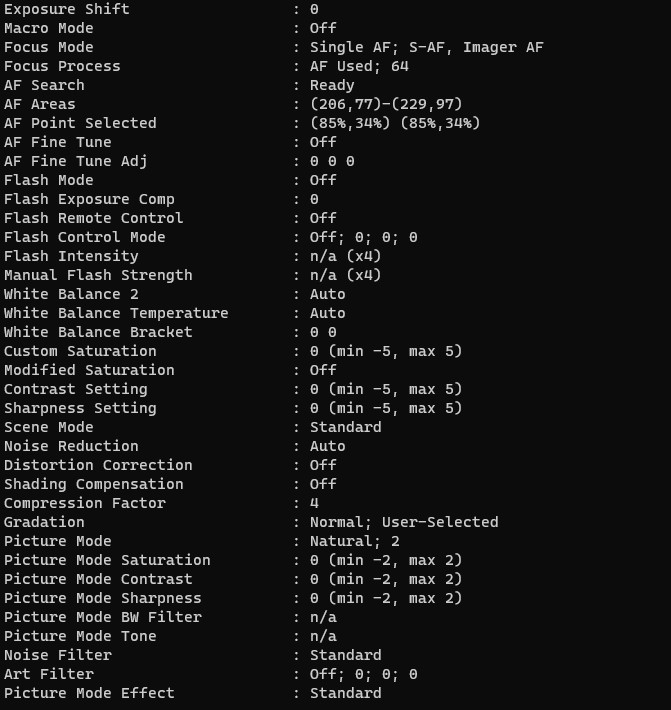 Exposure Shift : 0
Macro Mode : Off
Focus Mode : Single AF; S-AF, Imager AF
Focus Process : AF Used; 64
AF Search : Ready
AF Areas : (206,77)-(229,97)
AF Point Selected : (85%,34%) (85%,34%)
AF Fine Tune : Off
AF Fine Tune Adj : 0 0 0
Flash Mode : Off
Flash Exposure Comp : 0
Flash Remote Control : Off
Flash Control Mode : Off; 0; 0; 0
Flash Intensity : n/a (x4)
Manual Flash Strength : n/a (x4)
White Balance 2 : Auto
White Balance Temperature : Auto
White Balance Bracket : 0 0
Custom Saturation : 0 (min -5, max 5)
Modified Saturation : Off
Contrast Setting : 0 (min -5, max 5)
Sharpness Setting : 0 (min -5, max 5)
Scene Mode : Standard
Noise Reduction : Auto
Distortion Correction : Off
Shading Compensation : Off
Compression Factor : 4
Gradation : Normal; User-Selected
Picture Mode : Natural; 2
Picture Mode Saturation : 0 (min -2, max 2)
Picture Mode Contrast : 0 (min -2, max 2)
Picture Mode Sharpness : 0 (min -2, max 2)
Picture Mode BW Filter : n/a
Picture Mode Tone : n/a
Noise Filter : Standard
Art Filter : Off; 0; 0; 0
Picture Mode Effect : Standard